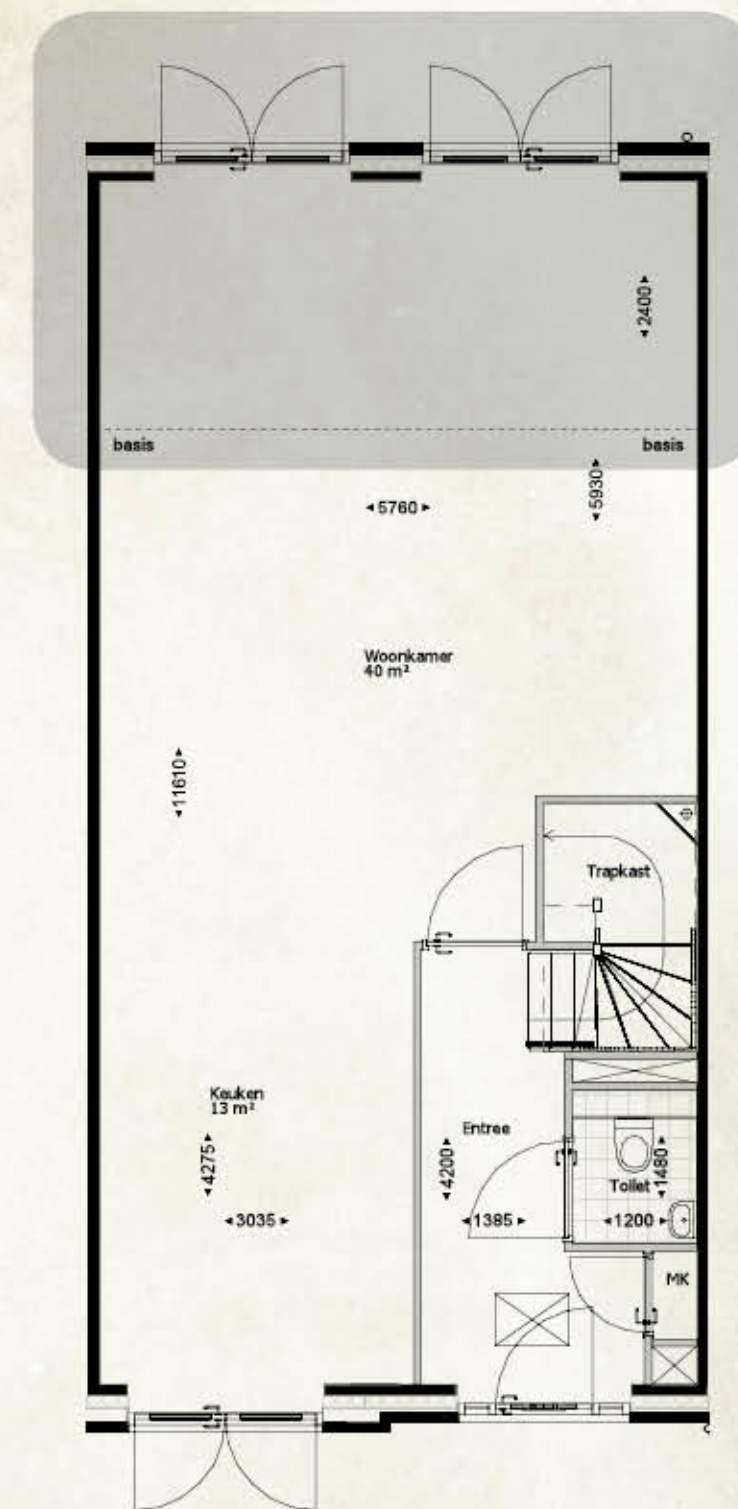 2400
basis
basis
5930
5760
Woonkamer
40 m²
11610
Trapkast
Keuken
13 m²
Entree
4275
4200
1480
Toilet
3035
1385
1200
MK